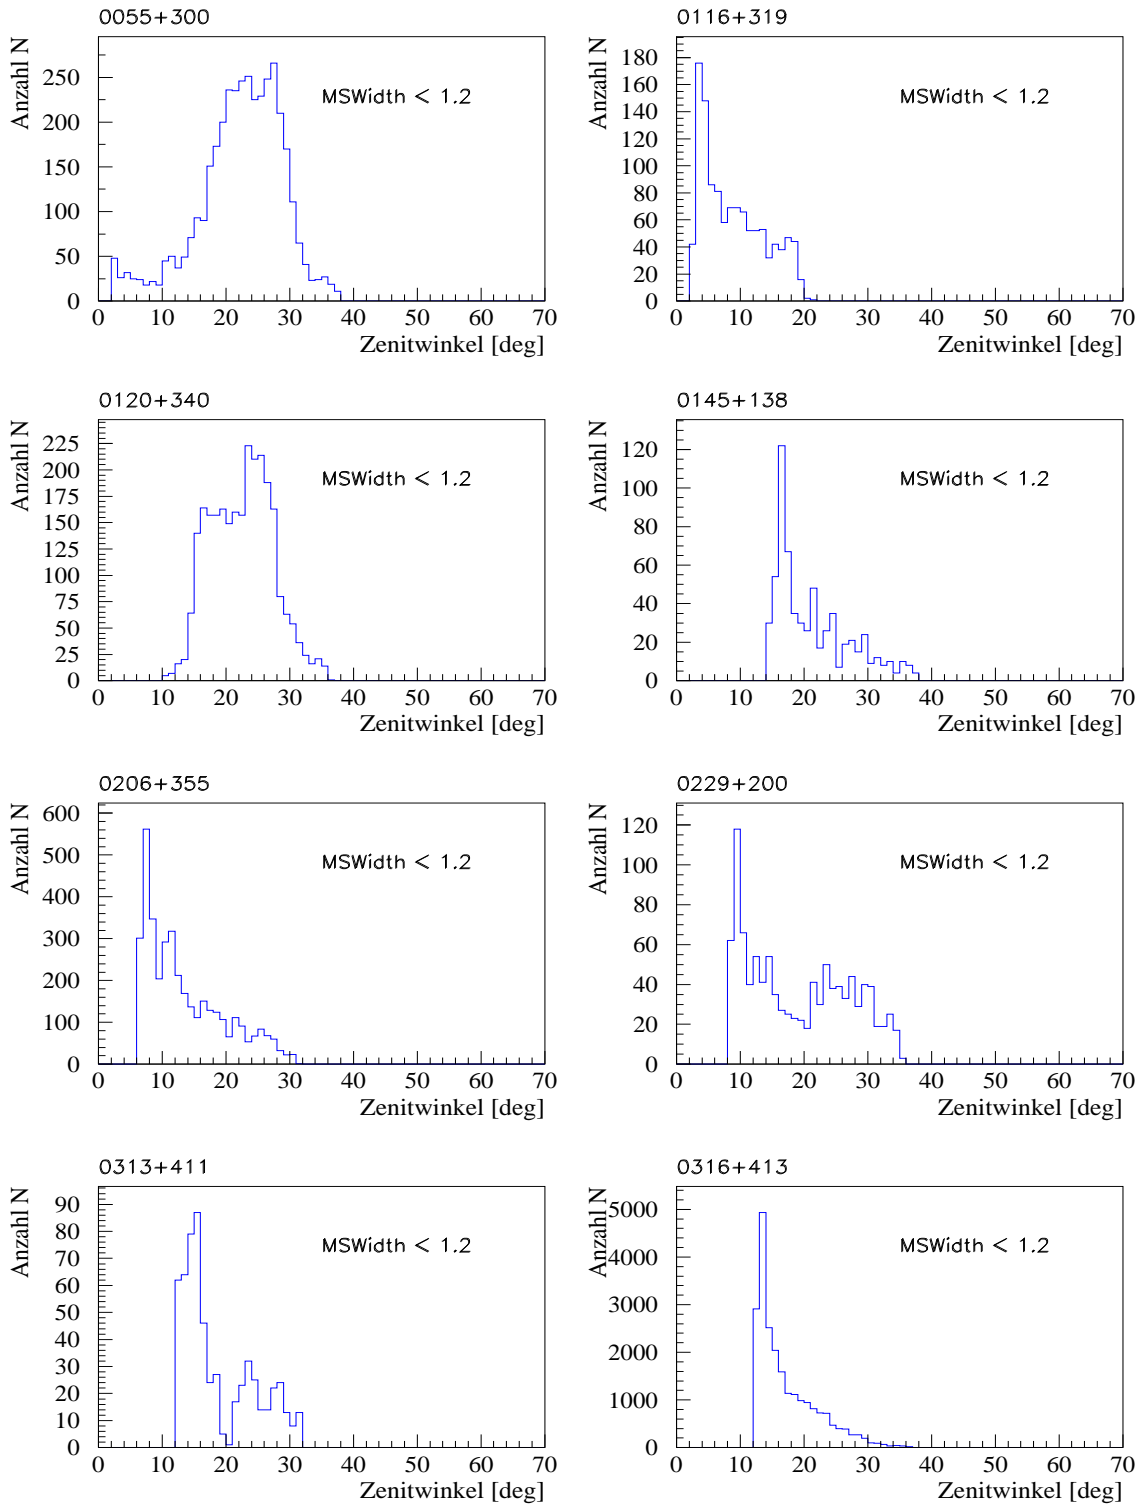 0055+300
Anzahl N
250
200
150
100
50
0
MSWidth < 1.2
0 10 20 30 40 50 60 70
Zenitwinkel [deg]
0116+319
Anzahl N
180
160
140
120
100
80
60
40
20
0
MSWidth < 1.2
0 10 20 30 40 50 60 70
Zenitwinkel [deg]
0120+340
Anzahl N
225
200
175
150
125
100
75
50
25
0
MSWidth < 1.2
0 10 20 30 40 50 60 70
Zenitwinkel [deg]
0145+138
Anzahl N
120
100
80
60
40
20
0
MSWidth < 1.2
0 10 20 30 40 50 60 70
Zenitwinkel [deg]
0206+355
Anzahl N
600
500
400
300
200
100
0
MSWidth < 1.2
0 10 20 30 40 50 60 70
Zenitwinkel [deg]
0229+200
Anzahl N
120
100
80
60
40
20
0
MSWidth < 1.2
0 10 20 30 40 50 60 70
Zenitwinkel [deg]
0313+411
Anzahl N
90
80
70
60
50
40
30
20
10
0
MSWidth < 1.2
0 10 20 30 40 50 60 70
Zenitwinkel [deg]
0316+413
Anzahl N
5000
4000
3000
2000
1000
0
MSWidth < 1.2
0 10 20 30 40 50 60 70
Zenitwinkel [deg]